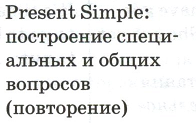 Present Simple:
построение специ-
альных и общих
вопросов
(повторение)